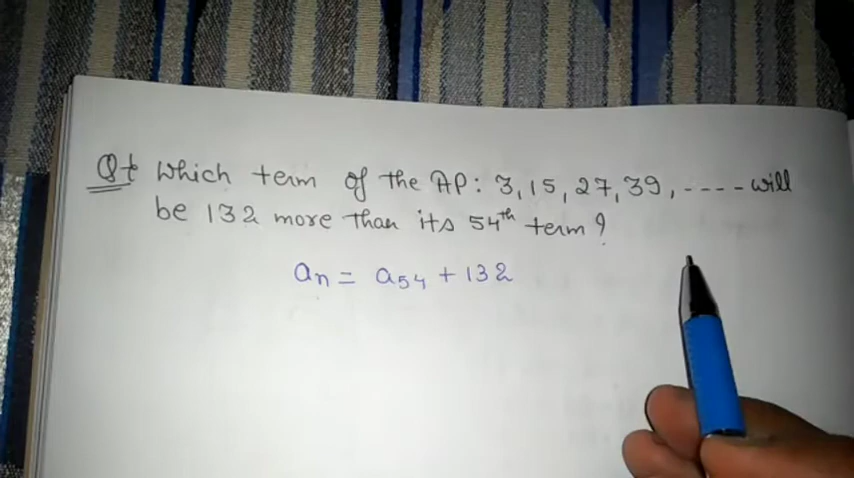 Qt Which term of the AP: 3, 15, 27, 39, ---- will
be 132 more than its 54th term?
an = a54 + 132